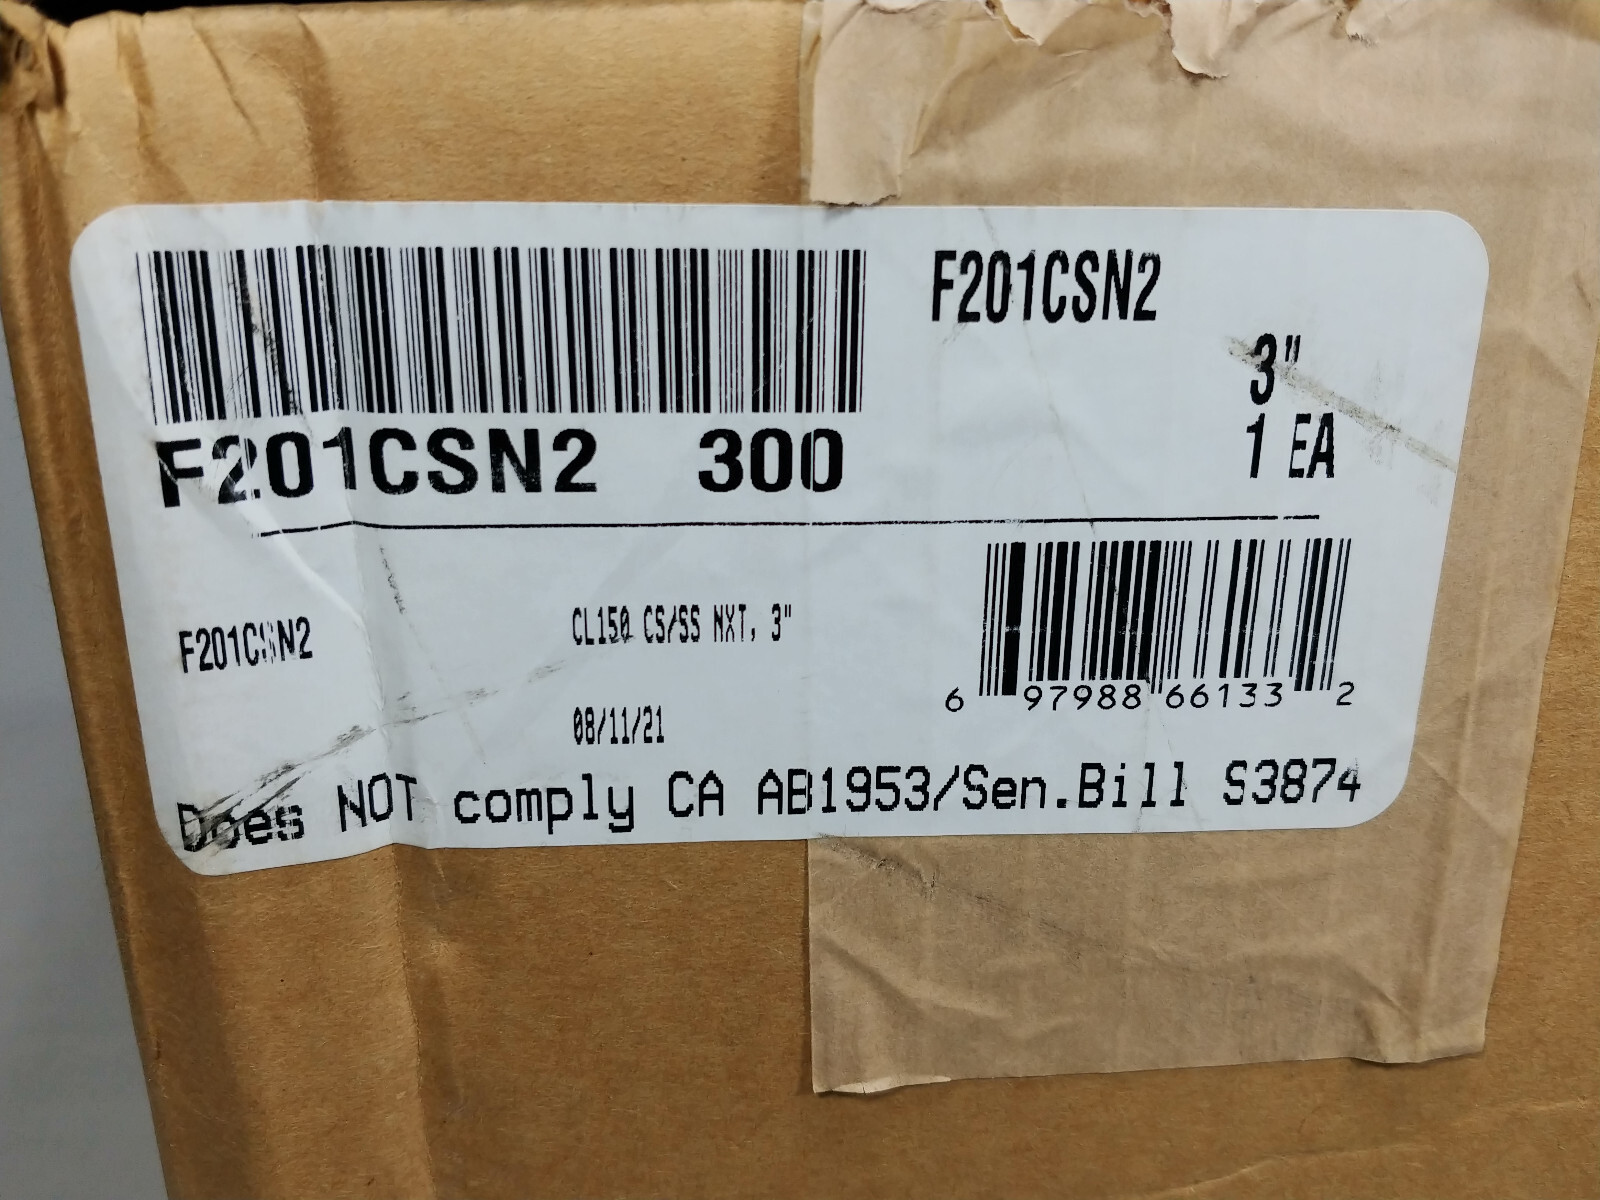 F201CSN2
3"
1 EA
F201CSN2 300
F201CSN2
CL150 CS/SS NXT, 3"
08/11/21
6 97988 66133 2
Does NOT comply CA AB1953/Sen.Bill S3874